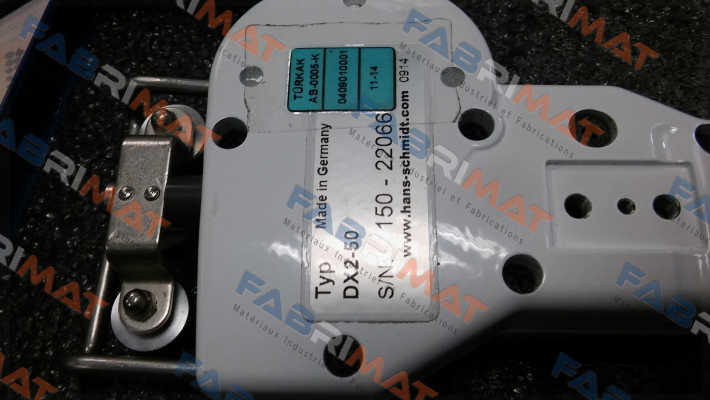 TÜRKAK
AB-0005-K
0409010001
11-14
Typ Made in Germany
DX2-50
S/N: 150 - 22066
www.hans-schmidt.com 0914
FABRIMAT
Materiaux Industriels et Fabrications